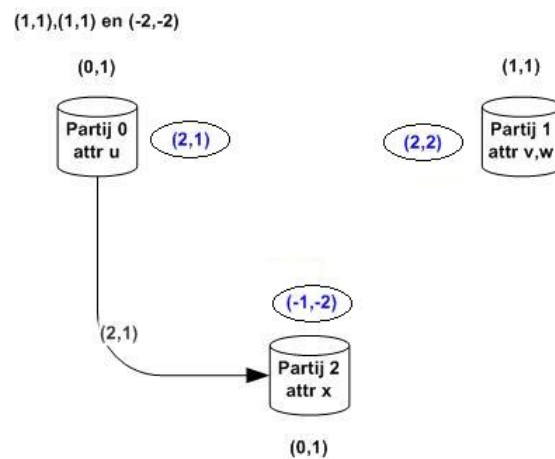 (1,1),(1,1) en (-2,-2)
(0,1)
(1,1)
Partij 0
attr u
(2,1)
(2,2)
Partij 1
attr v,w
(-1,-2)
(2,1)
Partij 2
attr x
(0,1)